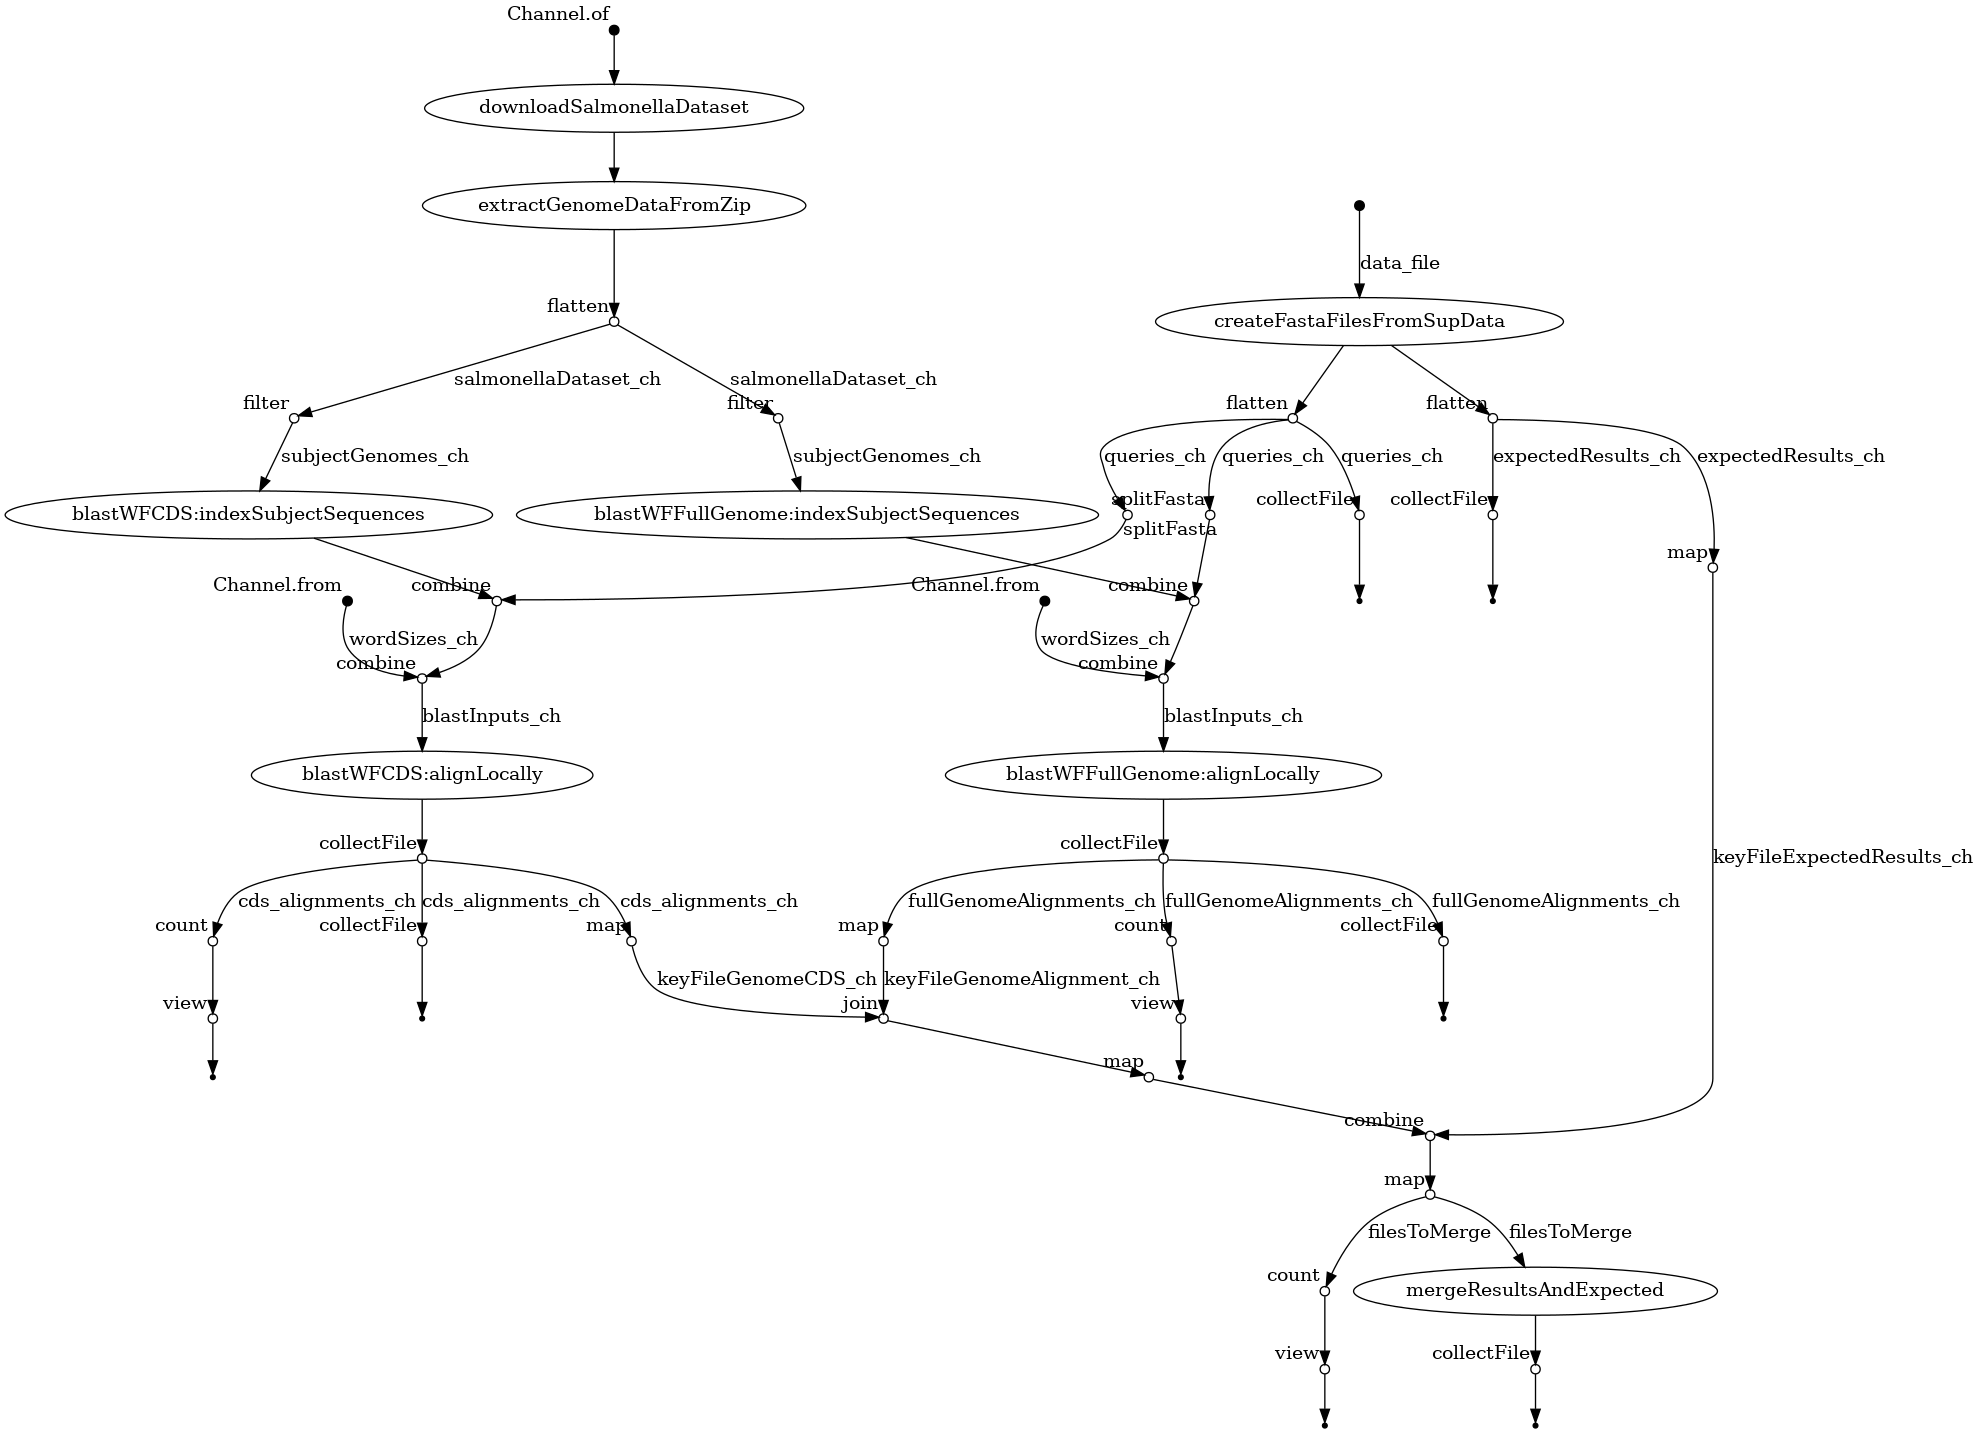 Channel.of
downloadSalmonellaDataset
extractGenomeDataFromZip
data_file
flatten
createFastaFilesFromSupData
salmonellaDataset_ch
salmonellaDataset_ch
filter
filter
flatten
flatten
subjectGenomes_ch
subjectGenomes_ch
queries_ch
queries_ch
queries_ch
expectedResults_ch
expectedResults_ch
blastWFCDS:indexSubjectSequences
blastWFFullGenome:indexSubjectSequences
splitFasta
collectFile
collectFile
splitFasta
map
Channel.from
combine
Channel.from
combine
wordSizes_ch
wordSizes_ch
combine
combine
blastInputs_ch
blastInputs_ch
blastWFCDS:alignLocally
blastWFFullGenome:alignLocally
collectFile
collectFile
keyFileExpectedResults_ch
cds_alignments_ch
cds_alignments_ch
cds_alignments_ch
fullGenomeAlignments_ch
fullGenomeAlignments_ch
fullGenomeAlignments_ch
count
collectFile
map
map
count
collectFile
keyFileGenomeCDS_ch
keyFileGenomeAlignment_ch
view
join
view
map
combine
map
filesToMerge
filesToMerge
count
mergeResultsAndExpected
view
collectFile